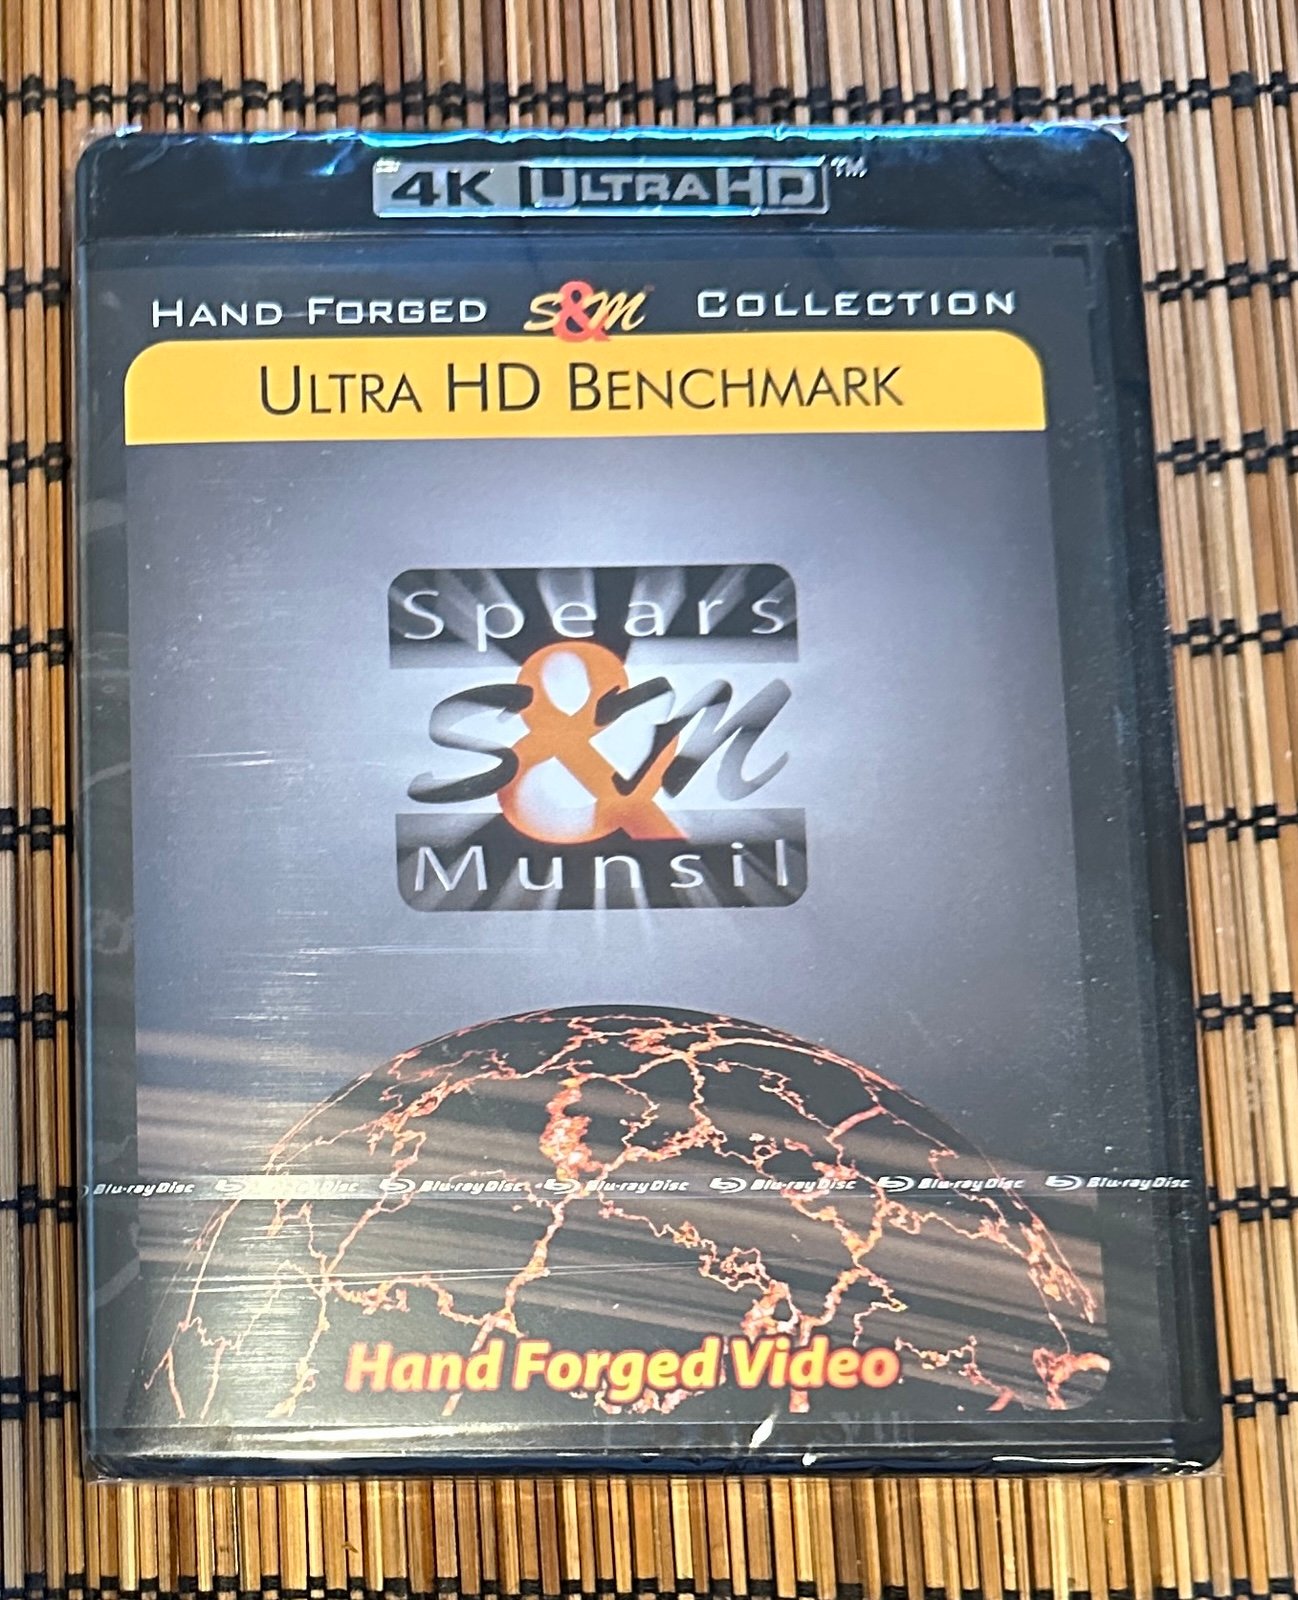 4K ULTRA HD™
HAND FORGED S&M COLLECTION
ULTRA HD BENCHMARK
Spears
S&M
Munsil
Blu-ray Disc Blu-ray Disc Blu-ray Disc Blu-ray Disc Blu-ray Disc Blu-ray Disc Blu-ray Disc
Hand Forged Video